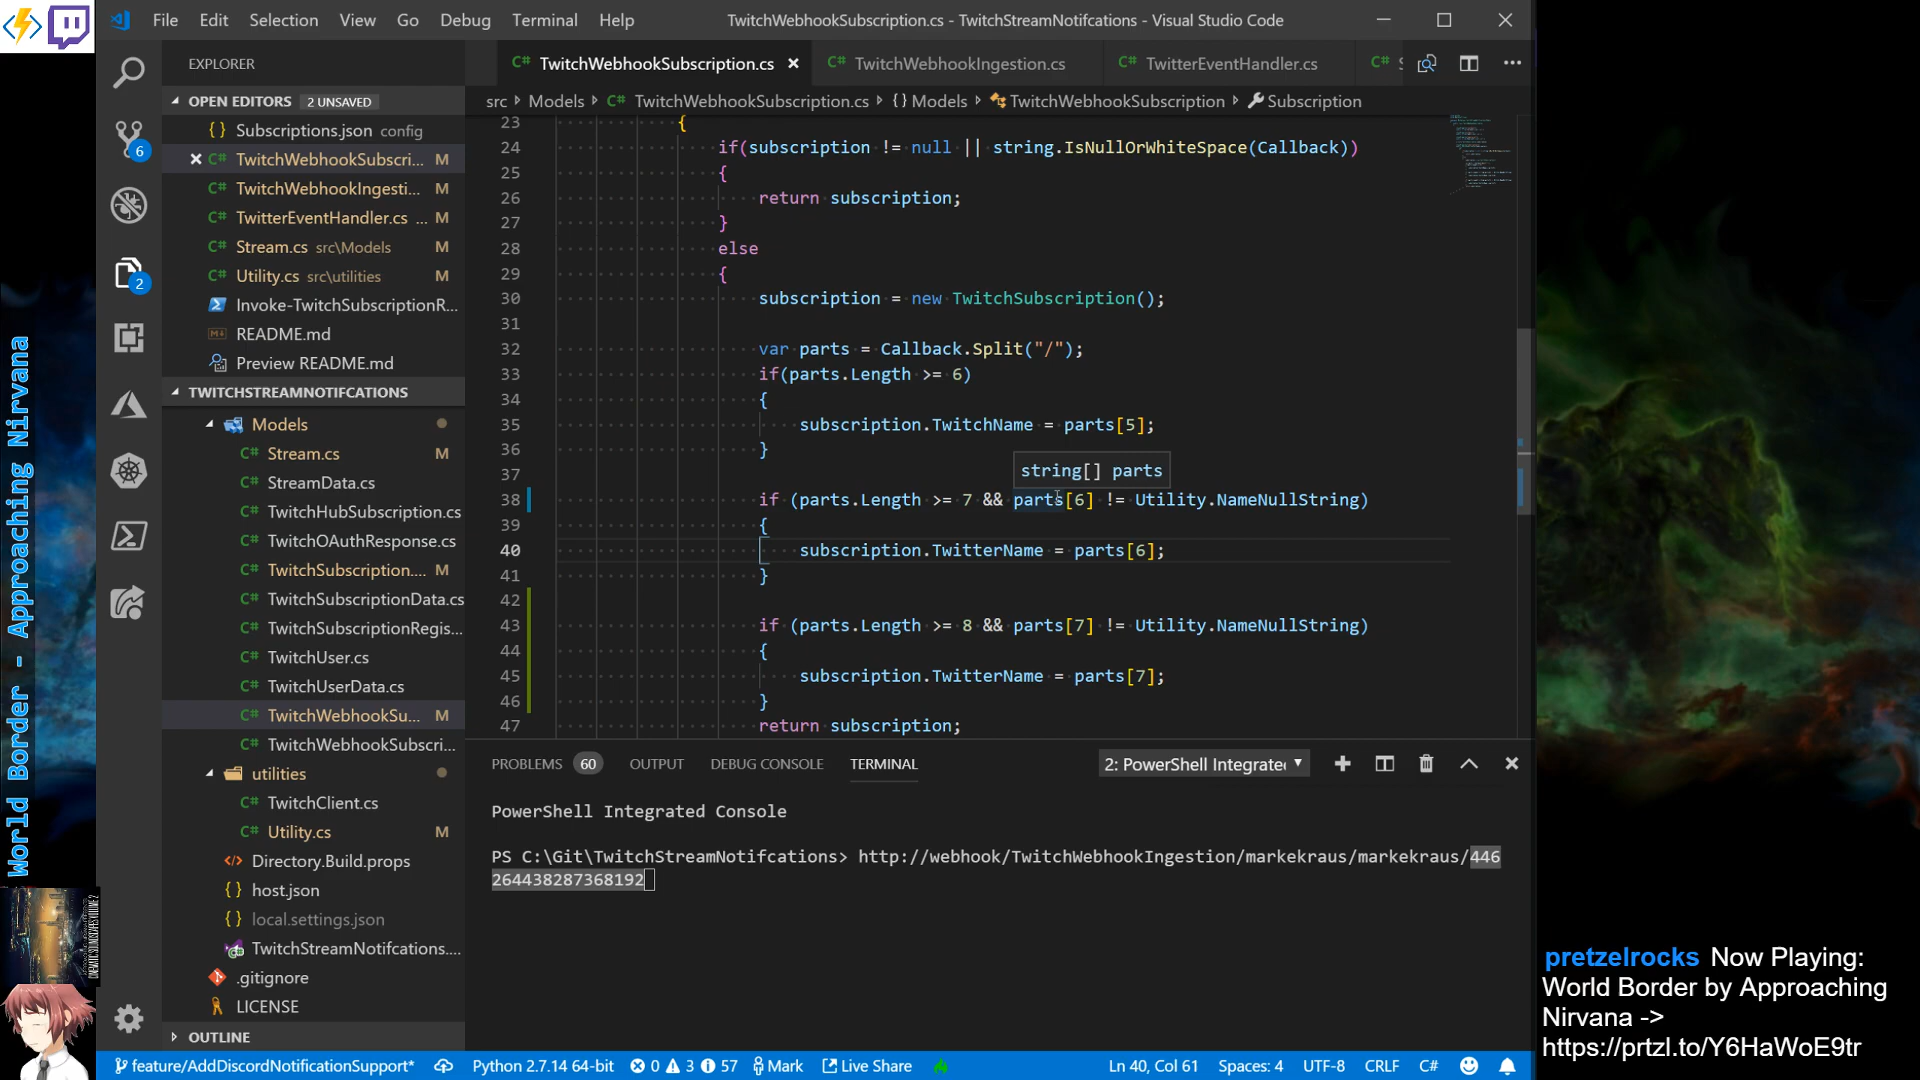 File Edit Selection View Go Debug Terminal Help TwitchWebhookSubscription.cs - TwitchStreamNotifcations - Visual Studio Code
EXPLORER
OPEN EDITORS 2 UNSAVED
Subscriptions.json config
TwitchWebhookSubscri... M
TwitchWebhookIngesti... M
TwitterEventHandler.cs ... M
Stream.cs src\Models M
Utility.cs src\utilities M
Invoke-TwitchSubscriptionR...
README.md
Preview README.md
TWITCHSTREAMNOTIFCATIONS
Models
Stream.cs M
StreamData.cs
TwitchHubSubscription.cs
TwitchOAuthResponse.cs
TwitchSubscription.... M
TwitchSubscriptionData.cs
TwitchSubscriptionRegis...
TwitchUser.cs
TwitchUserData.cs
TwitchWebhookSu... M
TwitchWebhookSubscri...
utilities
TwitchClient.cs
Utility.cs M
Directory.Build.props
host.json
local.settings.json
TwitchStreamNotifcations....
.gitignore
LICENSE
OUTLINE
6
2
TwitchWebhookSubscription.cs TwitchWebhookIngestion.cs TwitterEventHandler.cs
src > Models > TwitchWebhookSubscription.cs > {} Models > TwitchWebhookSubscription > Subscription
23 {
24 if(subscription != null || string.IsNullOrWhiteSpace(Callback))
25 {
26 return subscription;
27 }
28 else
29 {
30 subscription = new TwitchSubscription();
31
32 var parts = Callback.Split("/");
33 if(parts.Length >= 6)
34 {
35 subscription.TwitchName = parts[5];
36 }
37
string[] parts
38 if (parts.Length >= 7 && parts[6] != Utility.NameNullString)
39 {
40 subscription.TwitterName = parts[6];
41 }
42
43 if (parts.Length >= 8 && parts[7] != Utility.NameNullString)
44 {
45 subscription.TwitterName = parts[7];
46 }
47 return subscription;
PROBLEMS 60 OUTPUT DEBUG CONSOLE TERMINAL 2: PowerShell Integrate
PowerShell Integrated Console
PS C:\Git\TwitchStreamNotifcations> http://webhook/TwitchWebhookIngestion/markekraus/markekraus/446
264438287368192
feature/AddDiscordNotificationSupport* Python 2.7.14 64-bit 0 3 57 Mark Live Share Ln 40, Col 61 Spaces: 4 UTF-8 CRLF C#
World Border - Approaching Nirvana
pretzelrocks Now Playing:
World Border by Approaching
Nirvana ->
https://prtzl.to/Y6HaWoE9tr